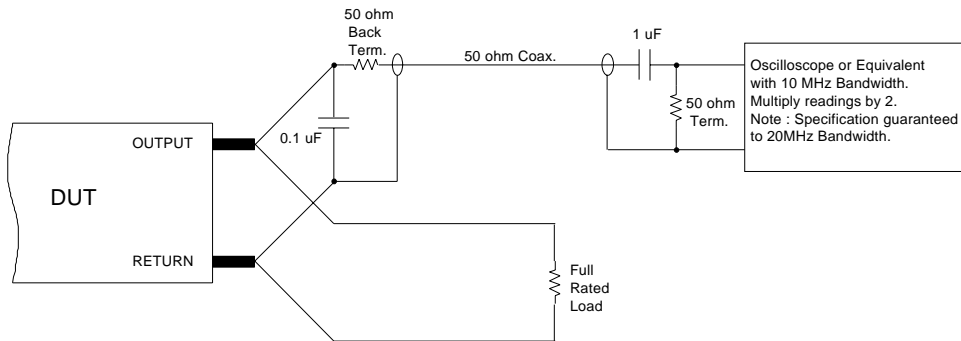 50 ohm
Back
Term.
50 ohm Coax.
1 uF
Oscilloscope or Equivalent
with 10 MHz Bandwidth.
Multiply readings by 2.
Note : Specification guaranteed
to 20MHz Bandwidth.
50 ohm
Term.
0.1 uF
OUTPUT
DUT
RETURN
Full
Rated
Load